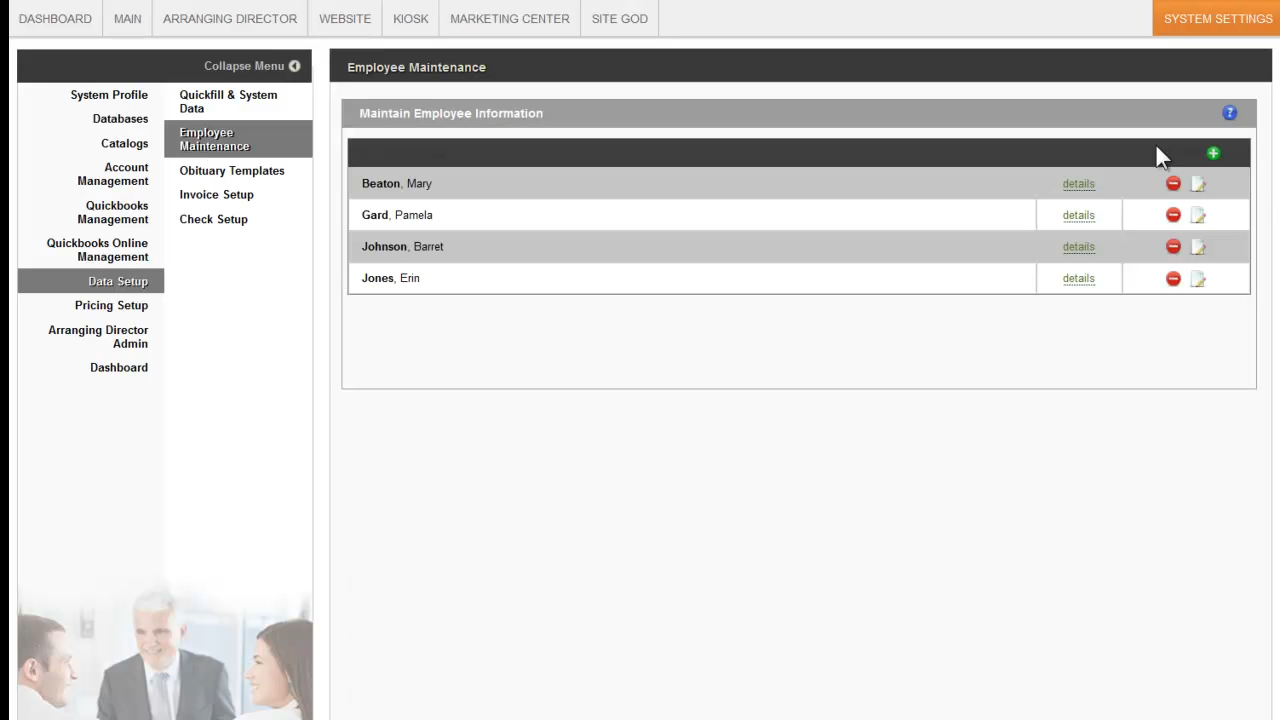 DASHBOARD MAIN ARRANGING DIRECTOR WEBSITE KIOSK MARKETING CENTER SITE GOD SYSTEM SETTINGS
Collapse Menu
System Profile
Databases
Catalogs
Account
Management
Quickbooks
Management
Quickbooks Online
Management
Data Setup
Pricing Setup
Arranging Director
Admin
Dashboard
Quickfill & System
Data
Employee
Maintenance
Obituary Templates
Invoice Setup
Check Setup
Employee Maintenance
Maintain Employee Information ?
Beaton, Mary details
Gard, Pamela details
Johnson, Barret details
Jones, Erin details